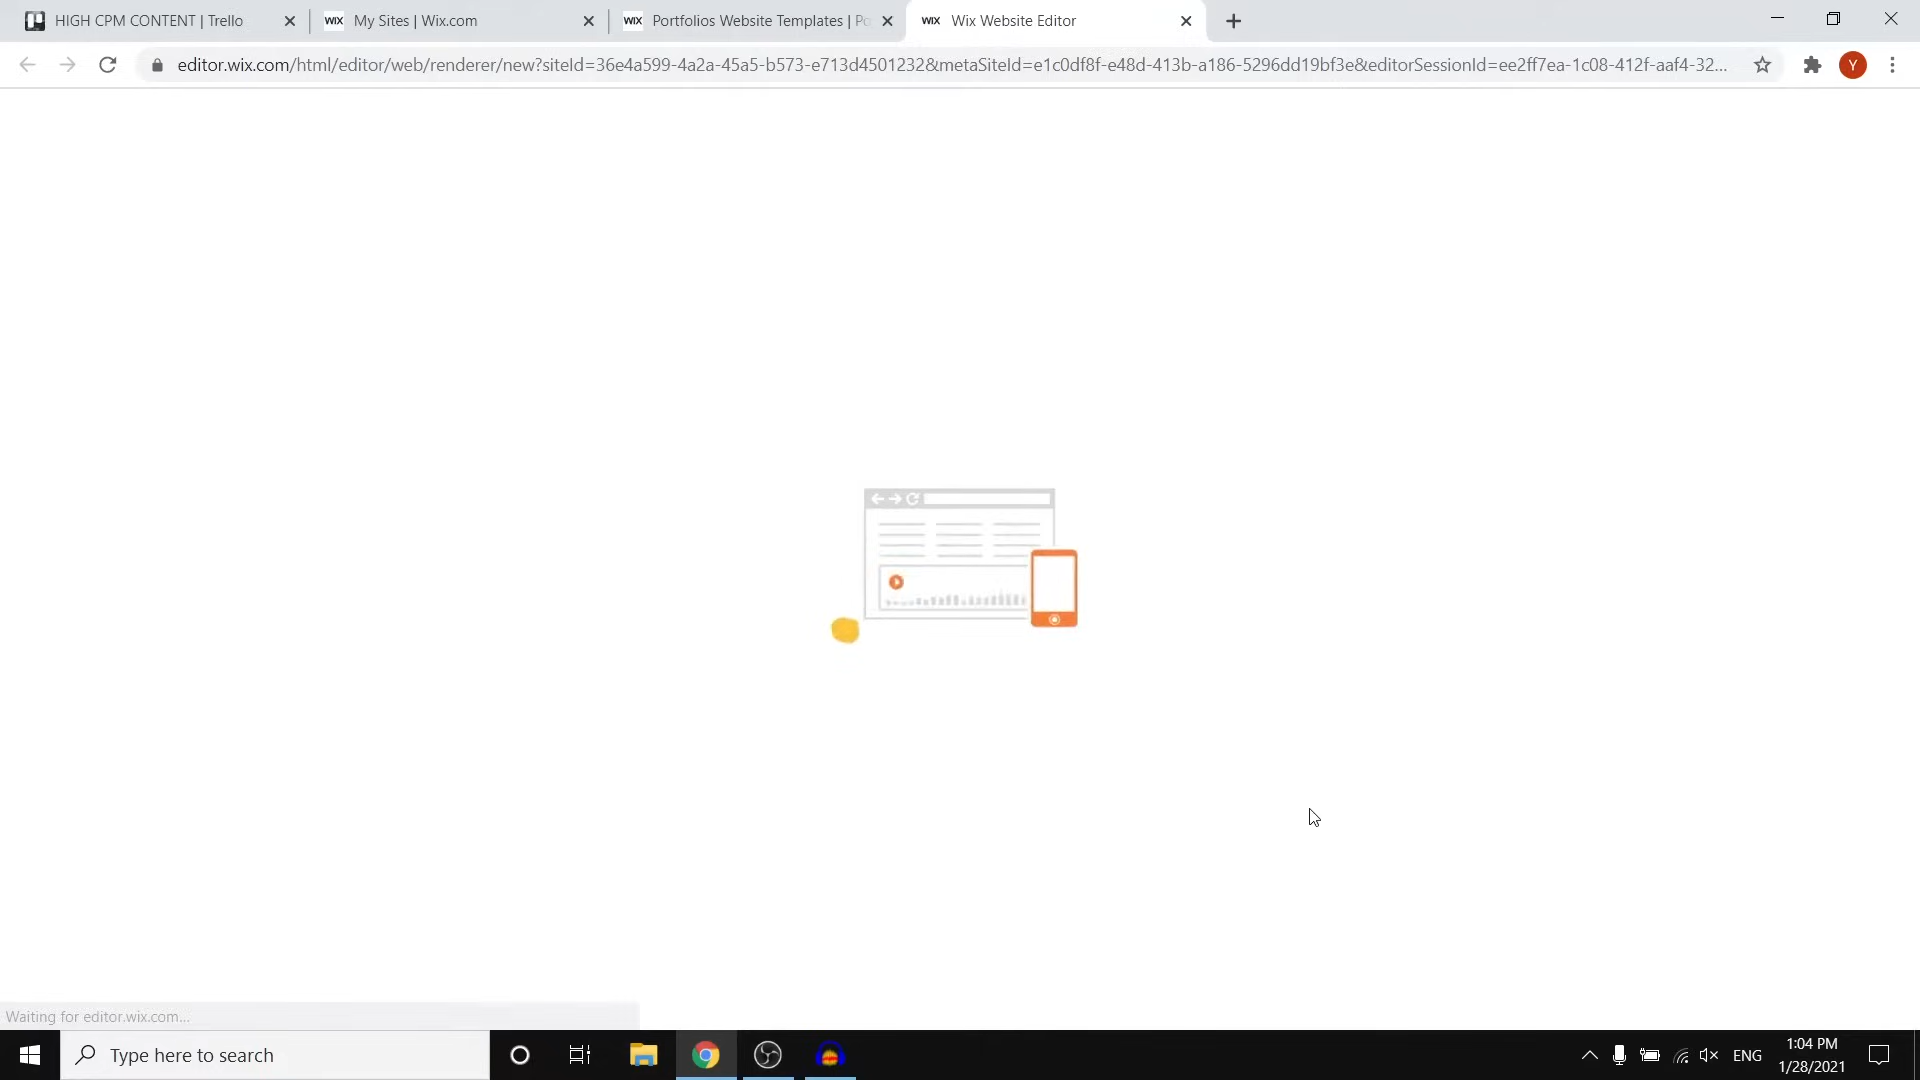 HIGH CPM CONTENT | Trello
WIX My Sites | Wix.com
WIX Portfolios Website Templates | Po
WIX Wix Website Editor
editor.wix.com/html/editor/web/renderer/new?siteId=36e4a599-4a2a-45a5-b573-e713d4501232&metaSiteId=e1c0df8f-e48d-413b-a186-5296dd19bf3e&editorSessionId=ee2ff7ea-1c08-412f-aaf4-32...
Y
Waiting for editor.wix.com...
Type here to search
ENG
1:04 PM
1/28/2021